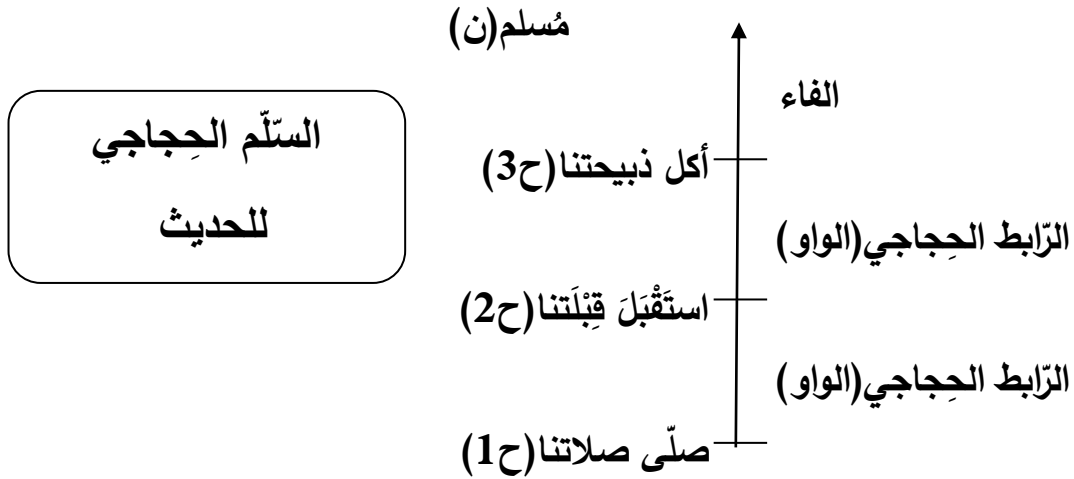 مُسلم(ن)
الفاء
السّلّم الحِجاجي
للحديث
أكل ذبيحتنا(ح3)
الرّابط الحِجاجي(الواو)
استَقْبَلَ قِبْلَتنا(ح2)
الرّابط الحِجاجي(الواو)
صلّى صلاتنا(ح1)